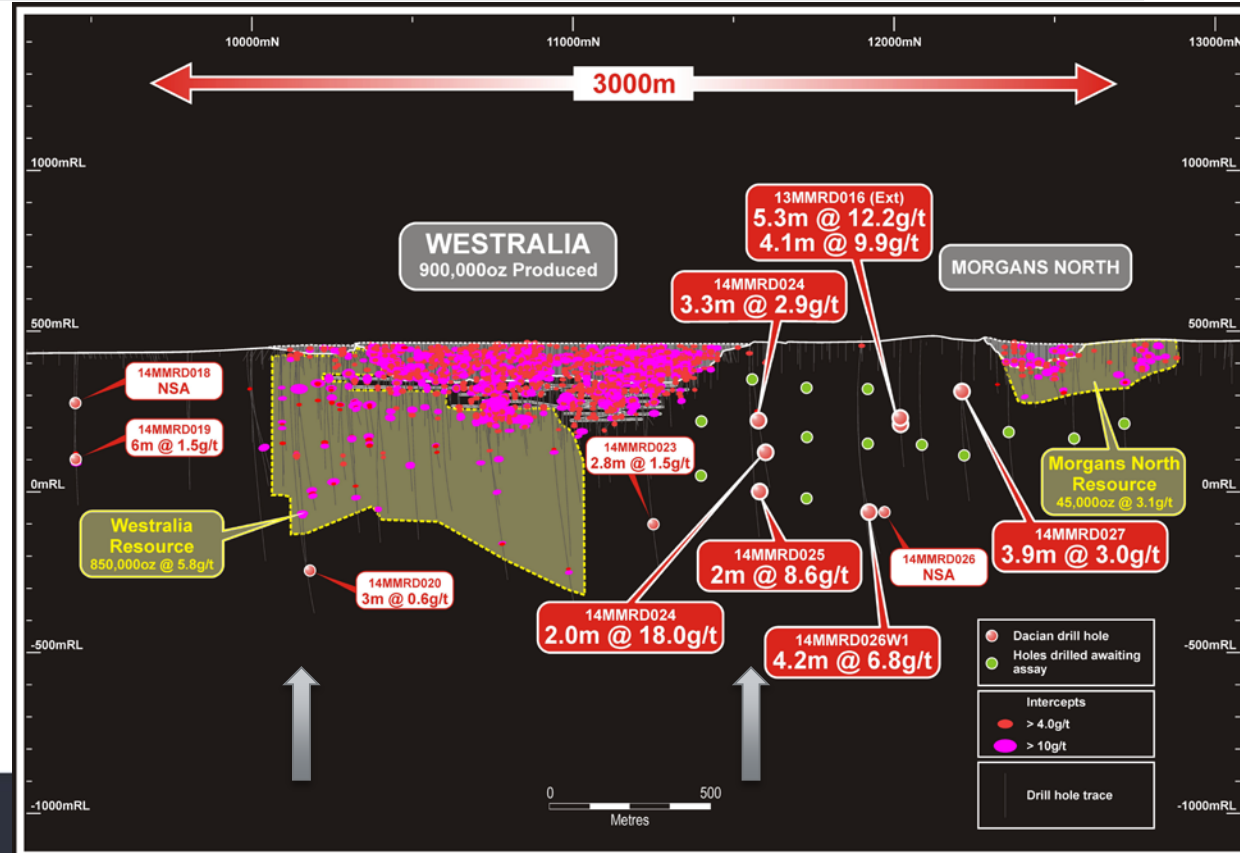 10000mN
11000mN
12000mN
13000mN
3000m
1000mRL
1000mRL
13MMRD016 (Ext)
5.3m @ 12.2g/t
4.1m @ 9.9g/t
WESTRALIA
900,000oz Produced
MORGANS NORTH
14MMRD024
3.3m @ 2.9g/t
500mRL
500mRL
14MMRD018
NSA
14MMRD019
6m @ 1.5g/t
14MMRD023
2.8m @ 1.5g/t
Morgans North
Resource
45,000oz @ 3.1g/t
0mRL
0mRL
Westralia
Resource
850,000oz @ 5.8g/t
14MMRD025
2m @ 8.6g/t
14MMRD026
NSA
14MMRD027
3.9m @ 3.0g/t
14MMRD020
3m @ 0.6g/t
14MMRD024
2.0m @ 18.0g/t
14MMRD026W1
4.2m @ 6.8g/t
-500mRL
-500mRL
Dacian drill hole
Holes drilled awaiting
assay
Intercepts
> 4.0g/t
> 10g/t
Drill hole trace
0
500
Metres
-1000mRL
-1000mRL